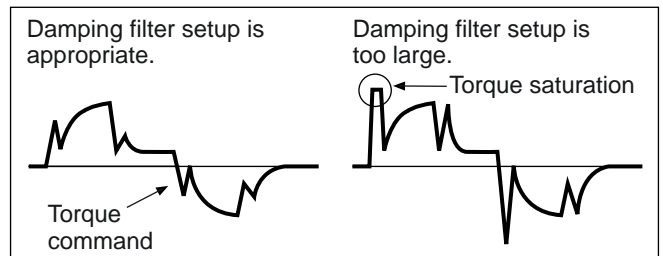 Damping filter setup is
appropriate.
Damping filter setup is
too large.
Torque saturation
Torque
command